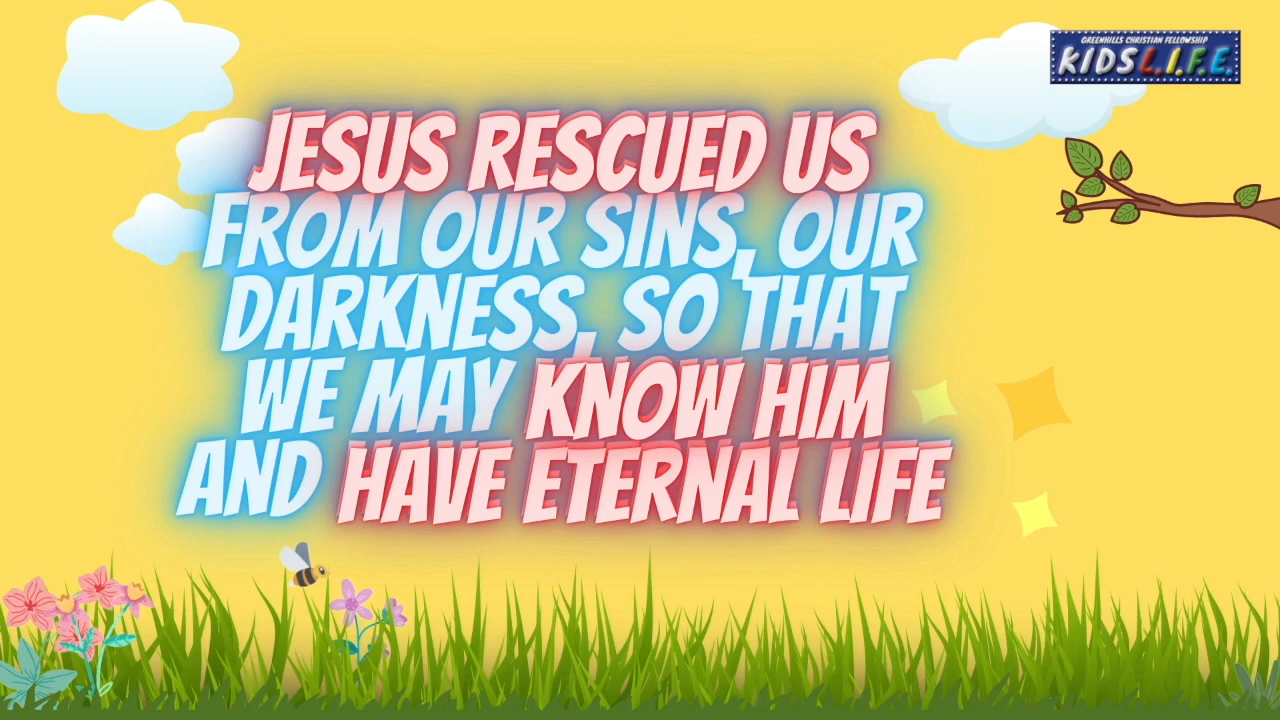 GREENHILLS CHRISTIAN FELLOWSHIP
KIDS L.I.F.E.
JESUS RESCUED US
FROM OUR SINS, OUR
DARKNESS, SO THAT
WE MAY KNOW HIM
AND HAVE ETERNAL LIFE